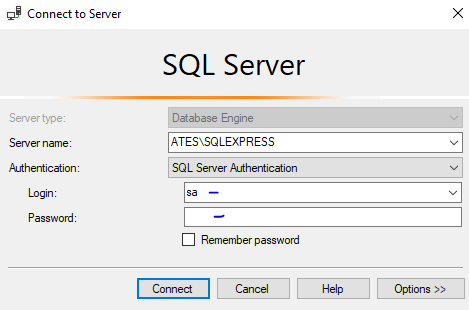 Connect to Server
SQL Server
Server type: Database Engine
Server name: ATES\SQLEXPRESS
Authentication: SQL Server Authentication
Login: sa
Password:
Remember password
Connect Cancel Help Options >>